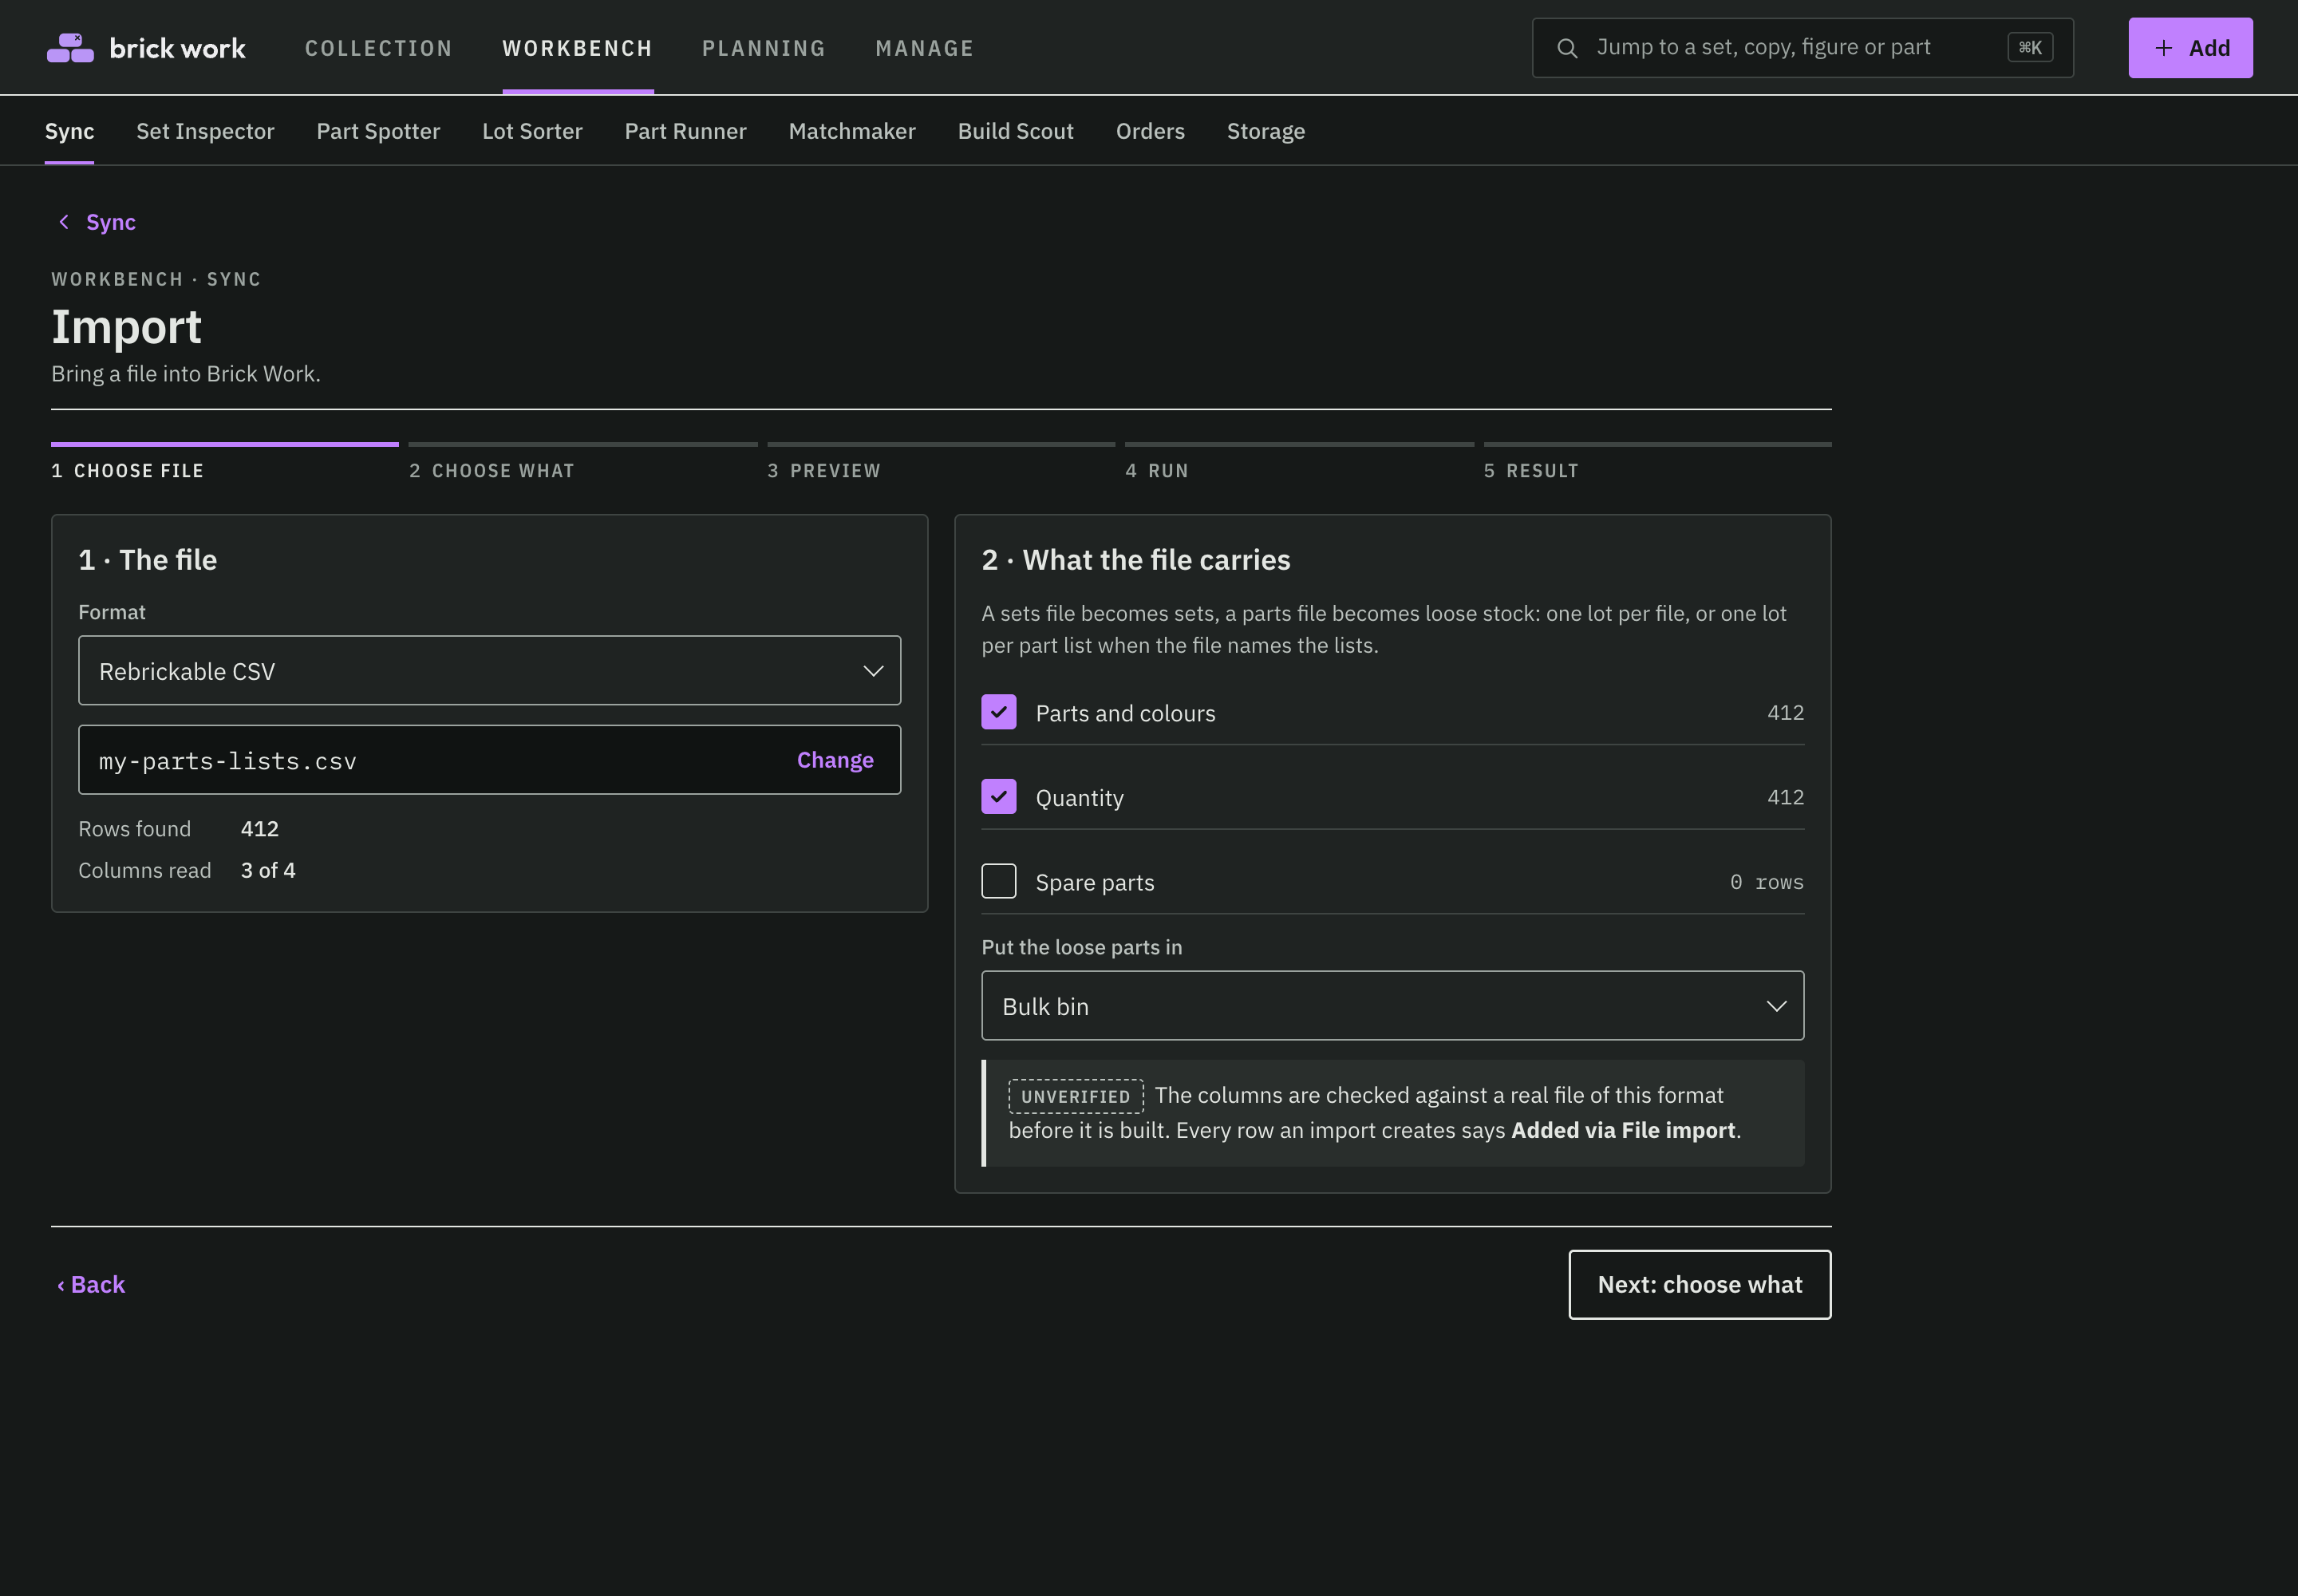 brick work
COLLECTION
WORKBENCH
PLANNING
MANAGE
Jump to a set, copy, figure or part
⌘K
+ Add
Sync
Set Inspector
Part Spotter
Lot Sorter
Part Runner
Matchmaker
Build Scout
Orders
Storage
‹ Sync
WORKBENCH · SYNC
Import
Bring a file into Brick Work.
1 CHOOSE FILE
2 CHOOSE WHAT
3 PREVIEW
4 RUN
5 RESULT
1 · The file
Format
Rebrickable CSV
my-parts-lists.csv
Change
Rows found 412
Columns read 3 of 4
2 · What the file carries
A sets file becomes sets, a parts file becomes loose stock: one lot per file, or one lot
per part list when the file names the lists.
Parts and colours 412
Quantity 412
Spare parts 0 rows
Put the loose parts in
Bulk bin
UNVERIFIED The columns are checked against a real file of this format
before it is built. Every row an import creates says Added via File import.
‹ Back
Next: choose what